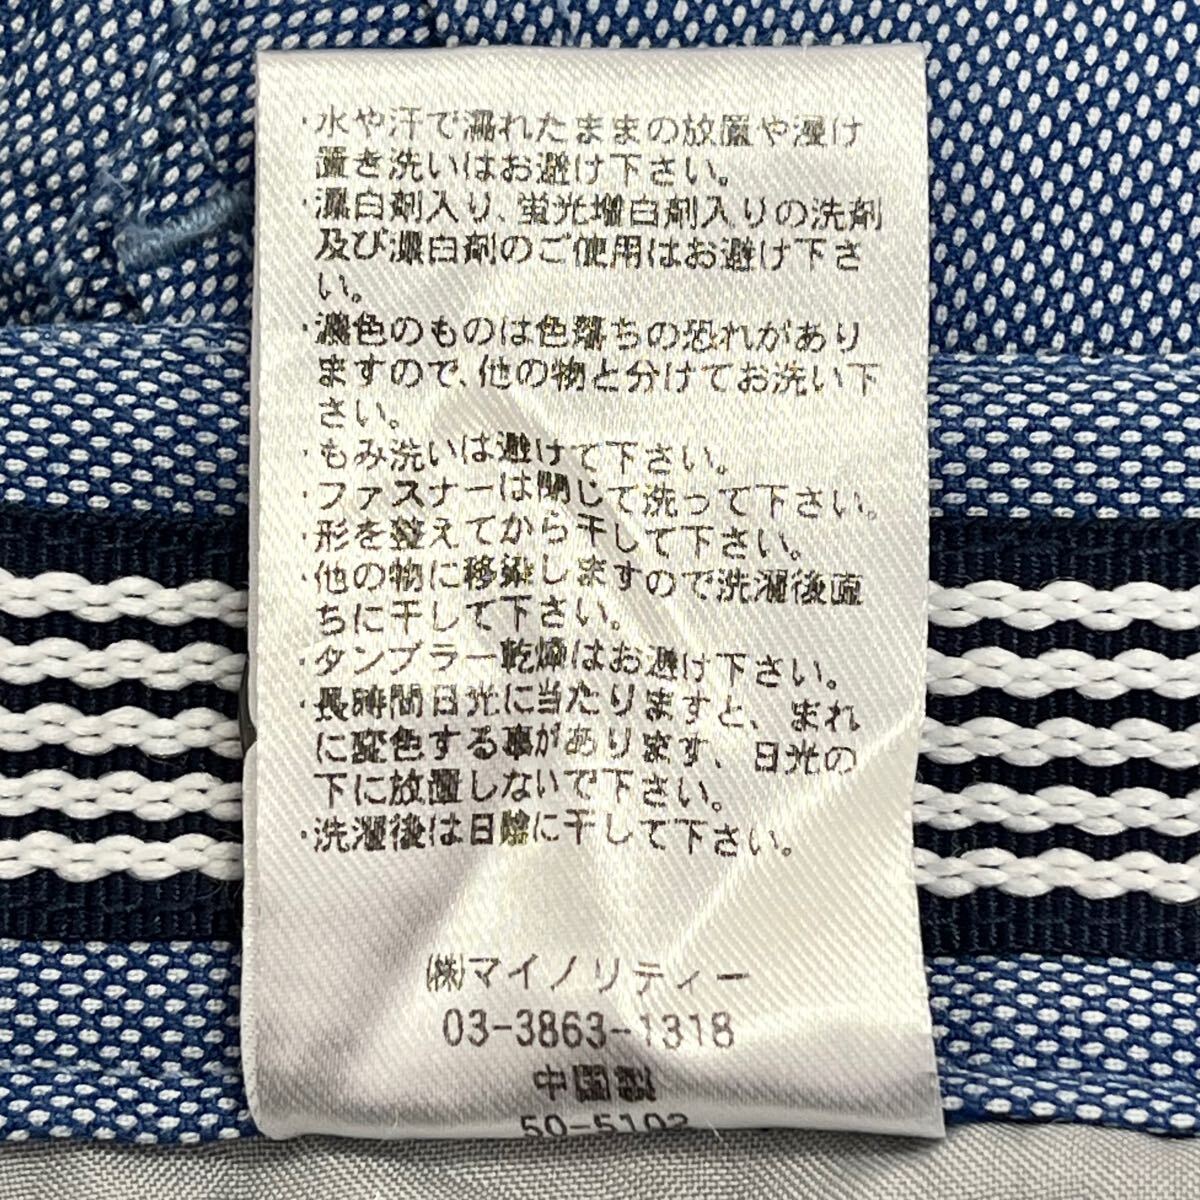 ・水や汗で濡れたままの放置や浸け
置き洗いはお避け下さい。
・漂白剤入り、蛍光増白剤入りの洗剤
及び漂白剤のご使用はお避け下さ
い。
・濃色のものは色落ちの恐れがあり
ますので、他の物と分けてお洗い下
さい。
・もみ洗いは避けて下さい。
・ファスナーは閉じて洗って下さい。
・形を整えてから干して下さい。
・他の物に移染しますので洗濯後直
ちに干して下さい。
・タンブラー乾燥はお避け下さい。
・長時間日光に当たりますと、まれ
に変色する事があります、日光の
下に放置しないで下さい。
・洗濯後は日陰に干して下さい。
(株)マイノリティー
03-3863-1318
中国製
50-5102